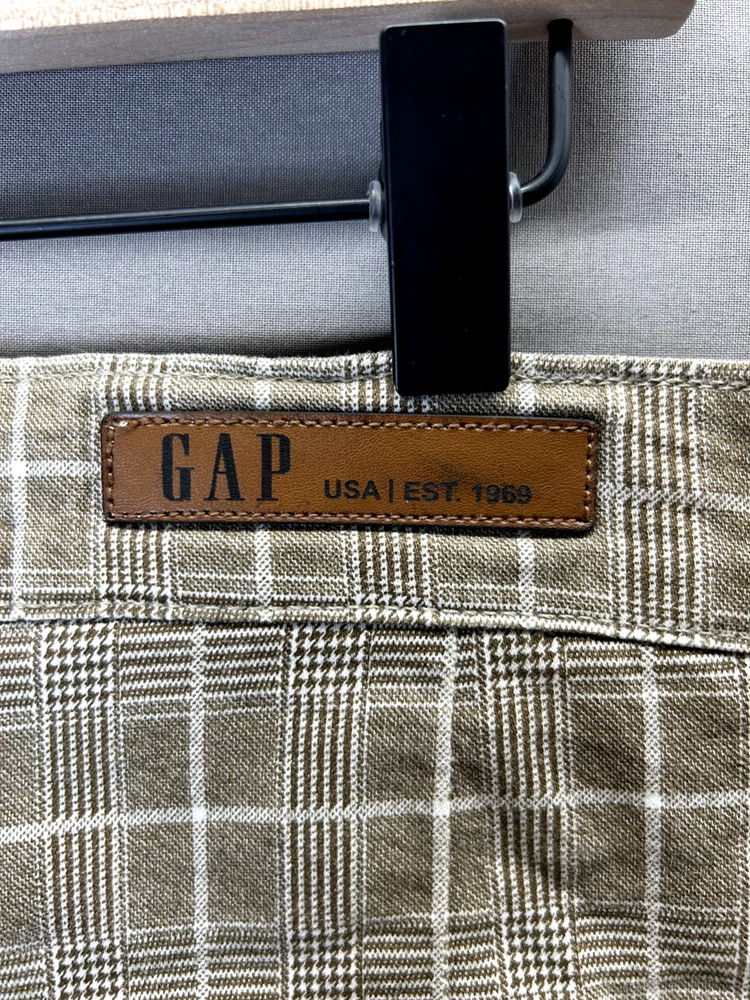 GAP USA | EST. 1969